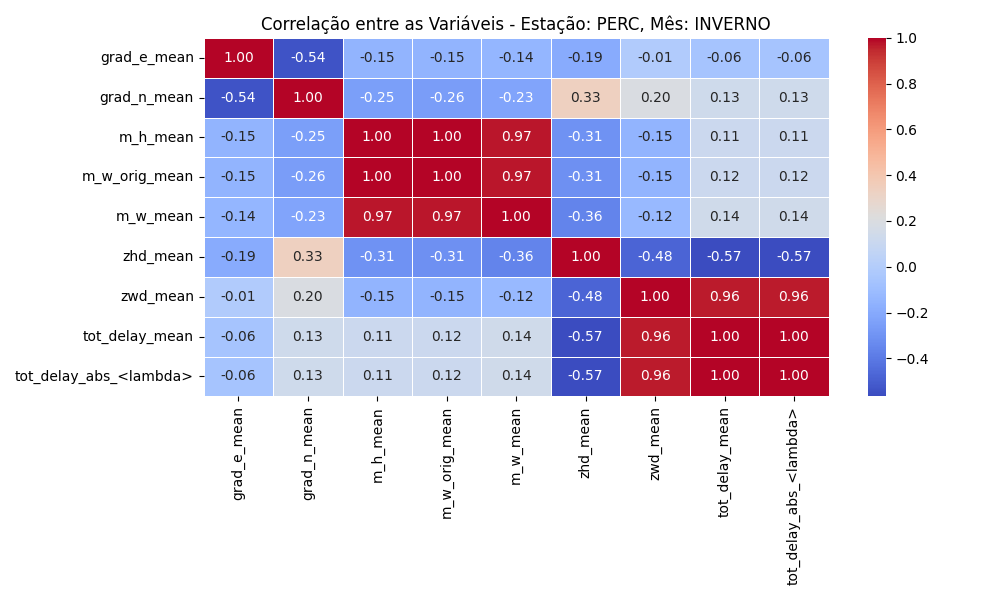 Correlação entre as Variáveis - Estação: PERC, Mês: INVERNO
grad_e_mean 1.00 -0.54 -0.15 -0.15 -0.14 -0.19 -0.01 -0.06 -0.06
grad_n_mean -0.54 1.00 -0.25 -0.26 -0.23 0.33 0.20 0.13 0.13
m_h_mean -0.15 -0.25 1.00 1.00 0.97 -0.31 -0.15 0.11 0.11
m_w_orig_mean -0.15 -0.26 1.00 1.00 0.97 -0.31 -0.15 0.12 0.12
m_w_mean -0.14 -0.23 0.97 0.97 1.00 -0.36 -0.12 0.14 0.14
zhd_mean -0.19 0.33 -0.31 -0.31 -0.36 1.00 -0.48 -0.57 -0.57
zwd_mean -0.01 0.20 -0.15 -0.15 -0.12 -0.48 1.00 0.96 0.96
tot_delay_mean -0.06 0.13 0.11 0.12 0.14 -0.57 0.96 1.00 1.00
tot_delay_abs_<lambda> -0.06 0.13 0.11 0.12 0.14 -0.57 0.96 1.00 1.00
grad_e_mean
grad_n_mean
m_h_mean
m_w_orig_mean
m_w_mean
zhd_mean
zwd_mean
tot_delay_mean
tot_delay_abs_<lambda>
1.0
0.8
0.6
0.4
0.2
0.0
−0.2
−0.4